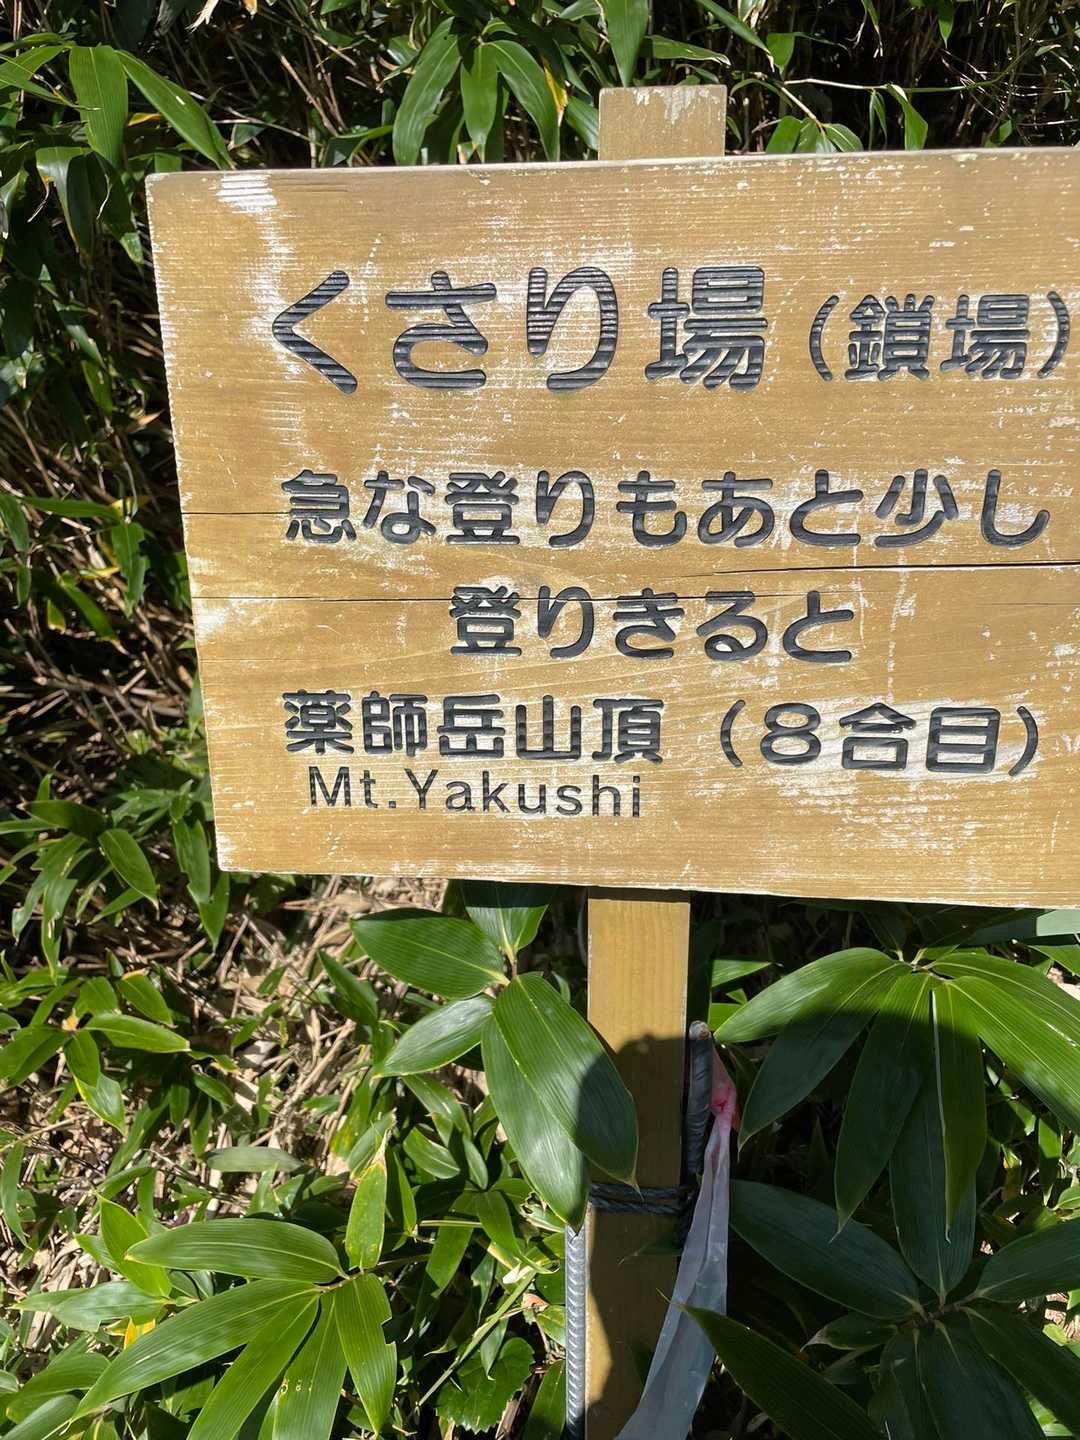 くさり場（鎖場）
急な登りもあと少し
登りきると
薬師岳山頂（８合目）
Mt.Yakushi